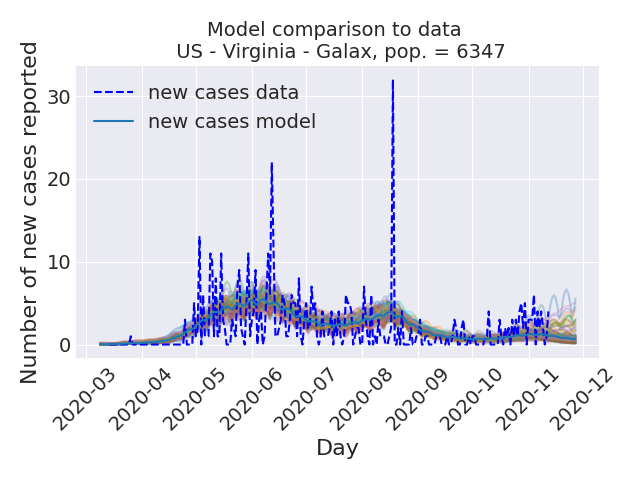 Model comparison to data
US - Virginia - Galax, pop. = 6347
Number of new cases reported
30
20
10
0
new cases data
new cases model
2020-03
2020-04
2020-05
2020-06
2020-07
2020-08
2020-09
2020-10
2020-11
2020-12
Day